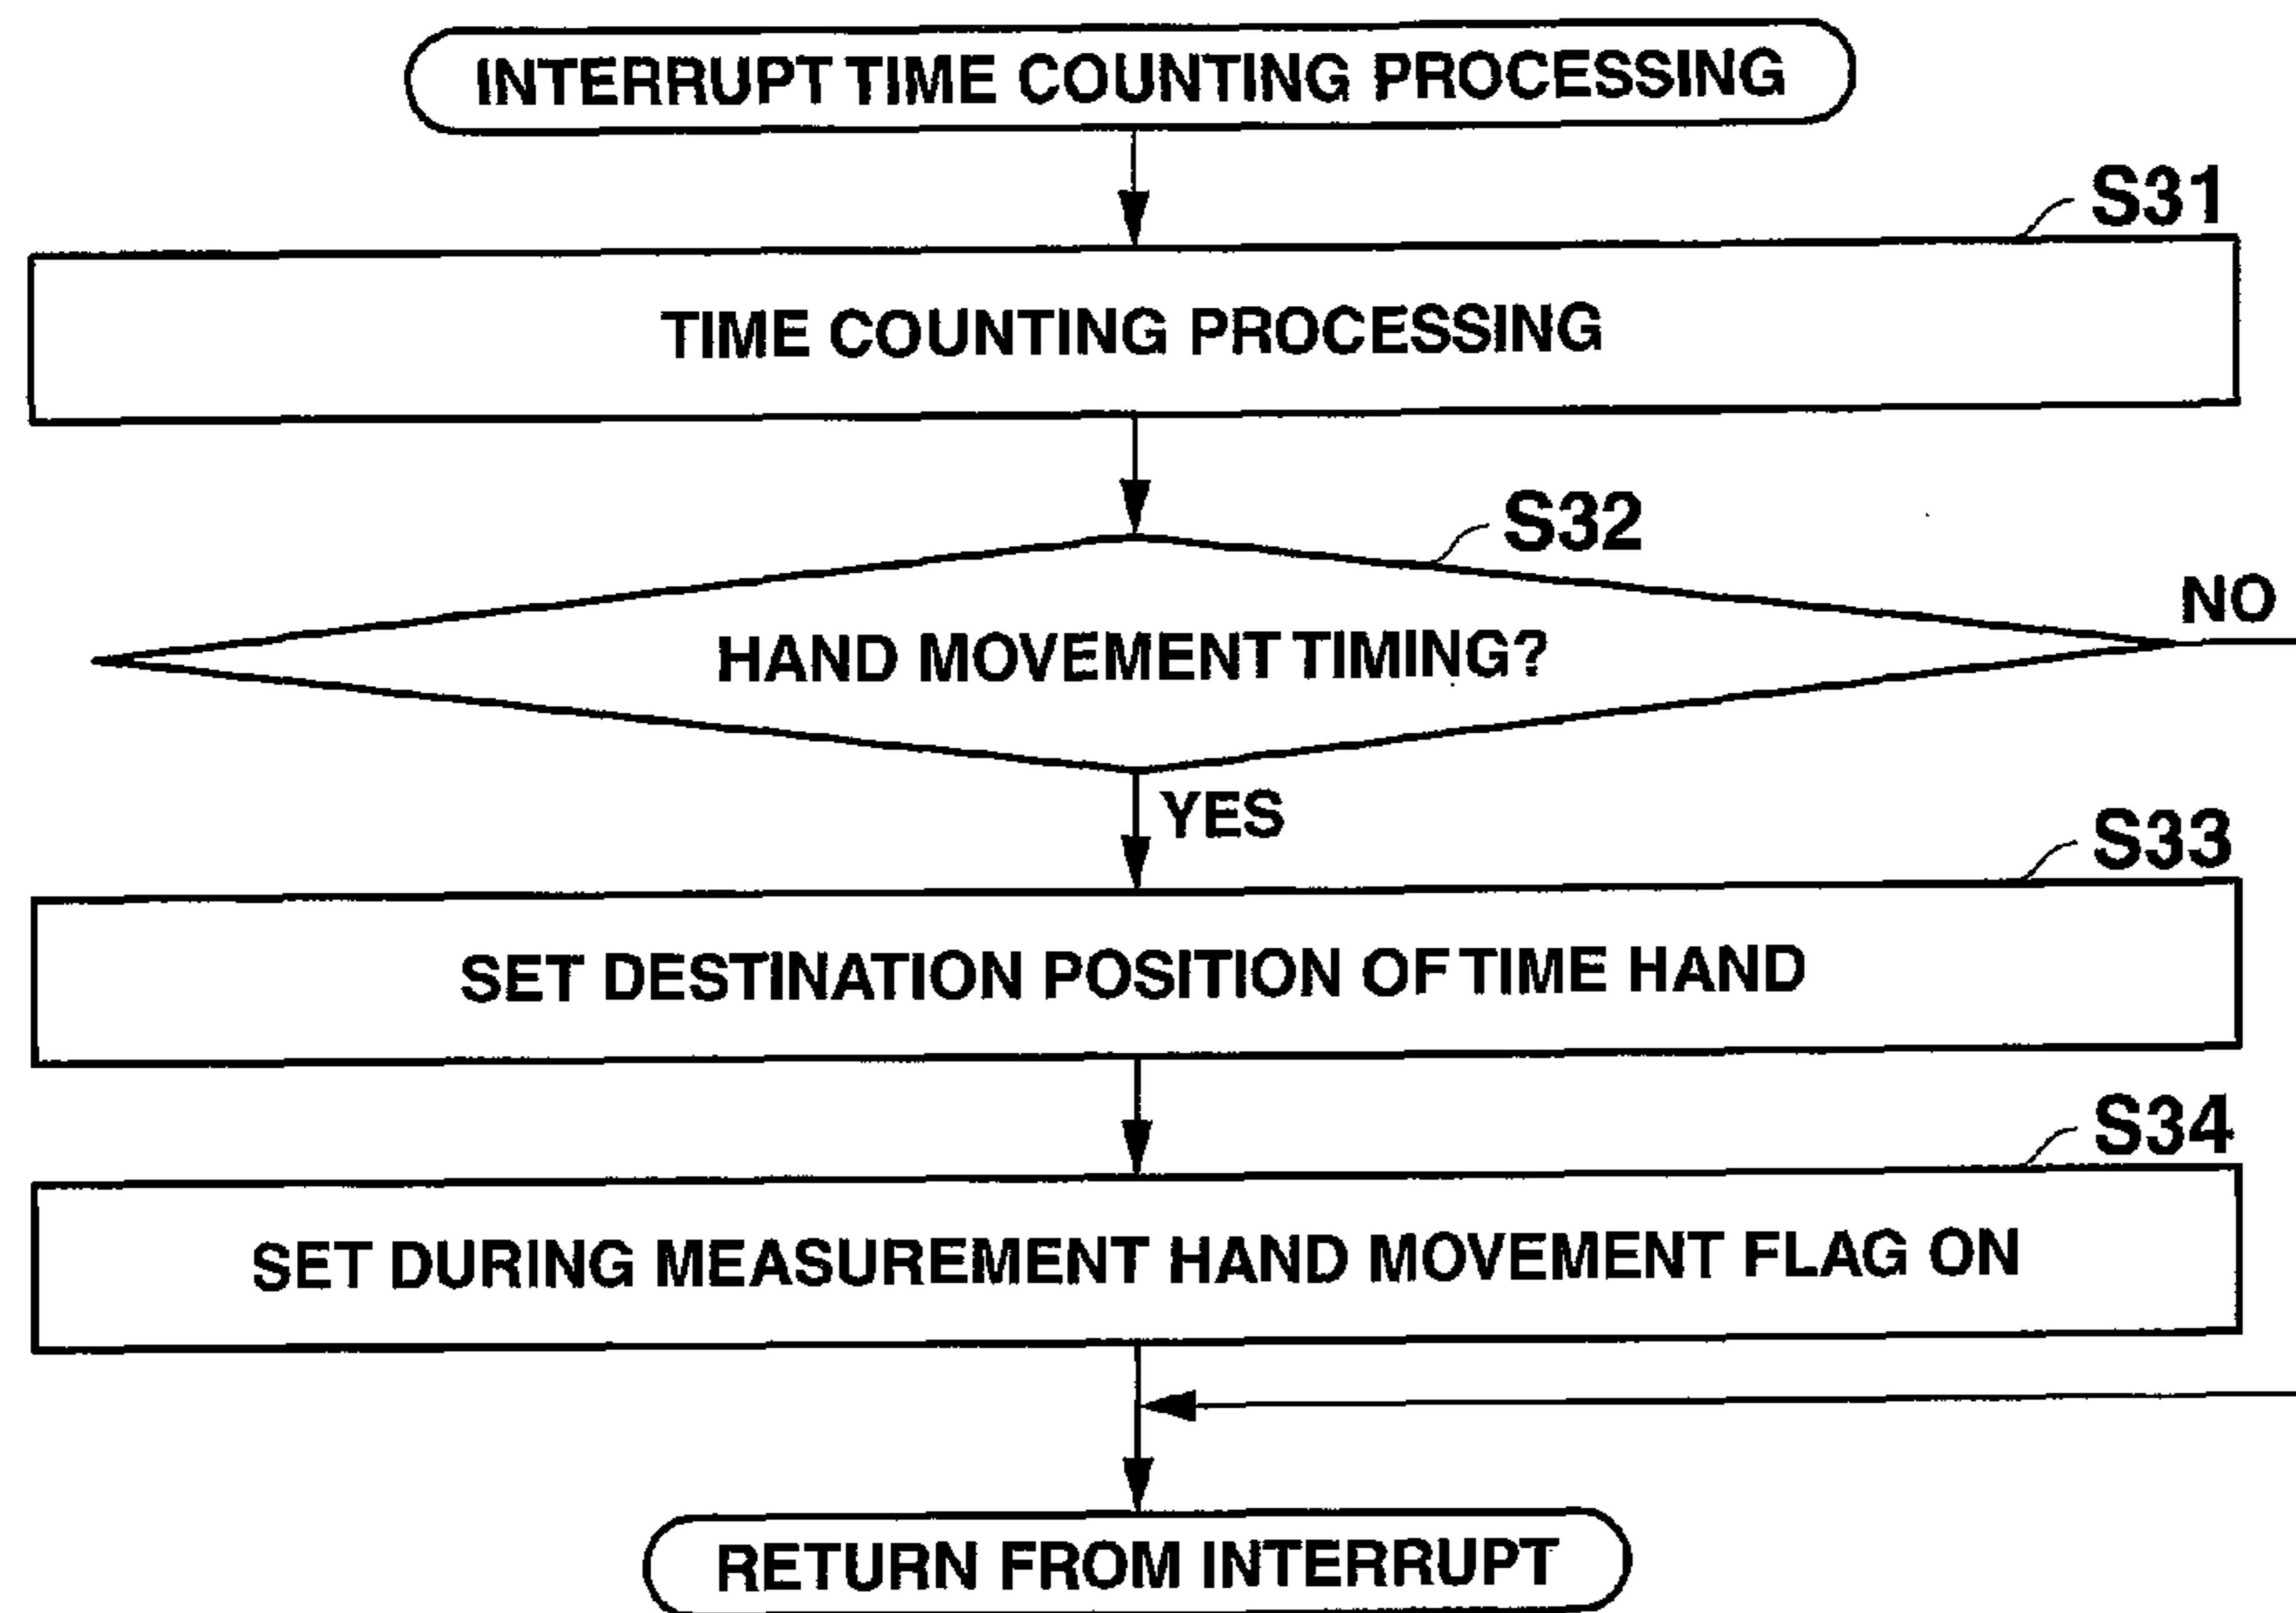 INTERRUPT TIME COUNTING PROCESSING
S31
TIME COUNTING PROCESSING
S32
NO
HAND MOVEMENT TIMING?
YES
S33
SET DESTINATION POSITION OF TIME HAND
S34
SET DURING MEASUREMENT HAND MOVEMENT FLAG ON
RETURN FROM INTERRUPT